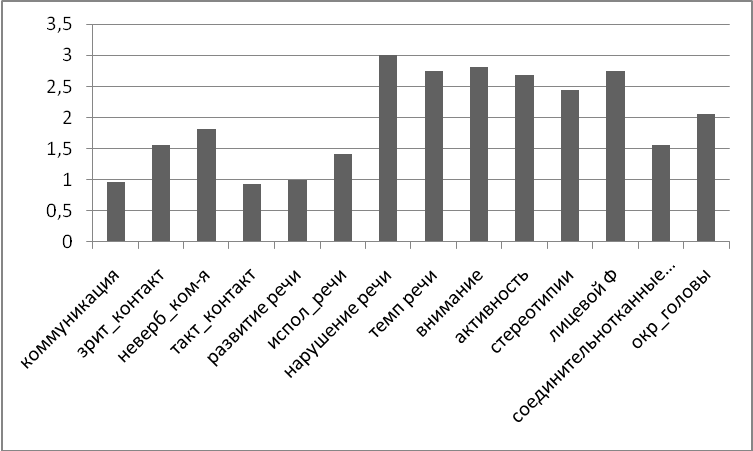 3,5
3
2,5
2
1,5
1
0,5
0
коммуникация
зрит_контакт
неверб_ком-я
такт_контакт
развитие речи
испол_речи
нарушение речи
темп речи
внимание
активность
стереотипии
лицевой ф
соединительнотканные...
окр_головы